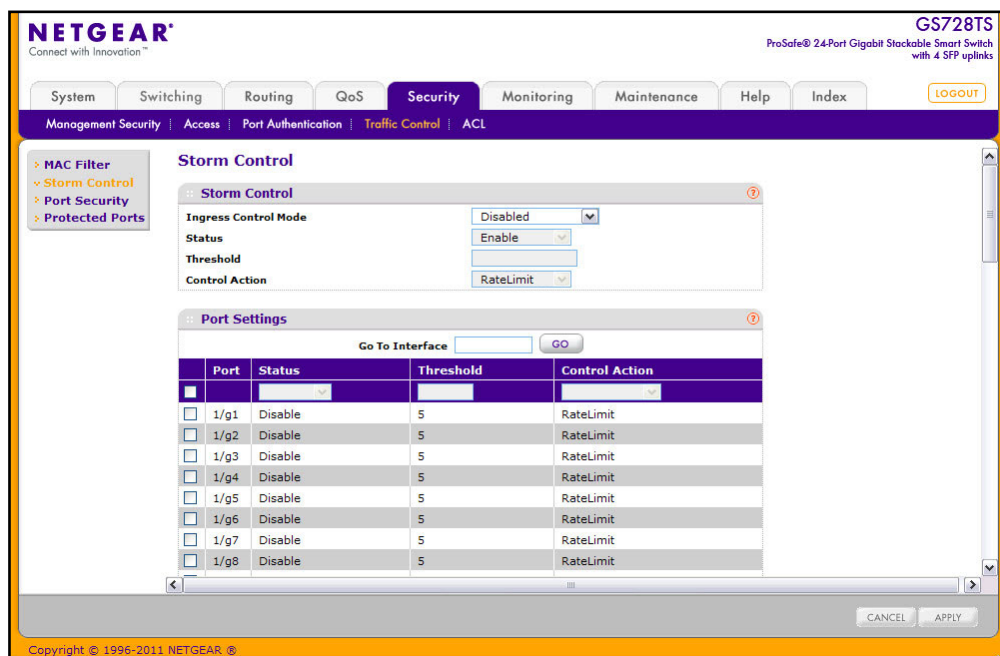 NETGEAR®
Connect with Innovation™
GS728TS
ProSafe® 24-Port Gigabit Stackable Smart Switch
with 4 SFP uplinks
System Switching Routing QoS Security Monitoring Maintenance Help Index LOGOUT
Management Security Access Port Authentication Traffic Control ACL
MAC Filter
Storm Control
Port Security
Protected Ports
Storm Control
Storm Control ?
Ingress Control Mode Disabled
Status Enable
Threshold
Control Action RateLimit
Port Settings ?
Go To Interface GO
Port Status Threshold Control Action
1/g1 Disable 5 RateLimit
1/g2 Disable 5 RateLimit
1/g3 Disable 5 RateLimit
1/g4 Disable 5 RateLimit
1/g5 Disable 5 RateLimit
1/g6 Disable 5 RateLimit
1/g7 Disable 5 RateLimit
1/g8 Disable 5 RateLimit
CANCEL APPLY
Copyright © 1996-2011 NETGEAR ®